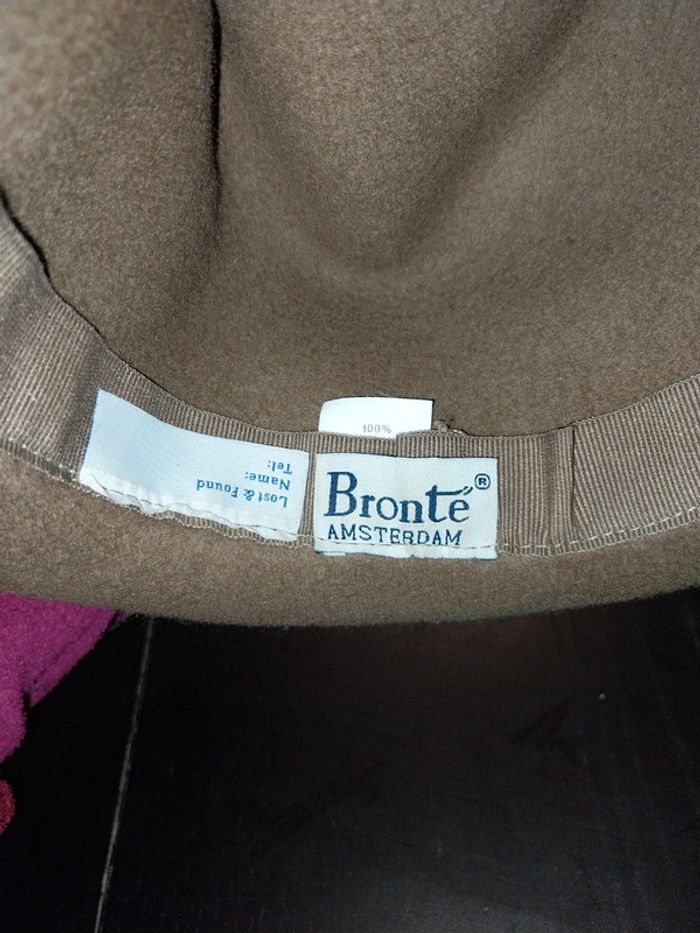 100%
Lost & Found
Name:
Tel:
Bronté®
AMSTERDAM